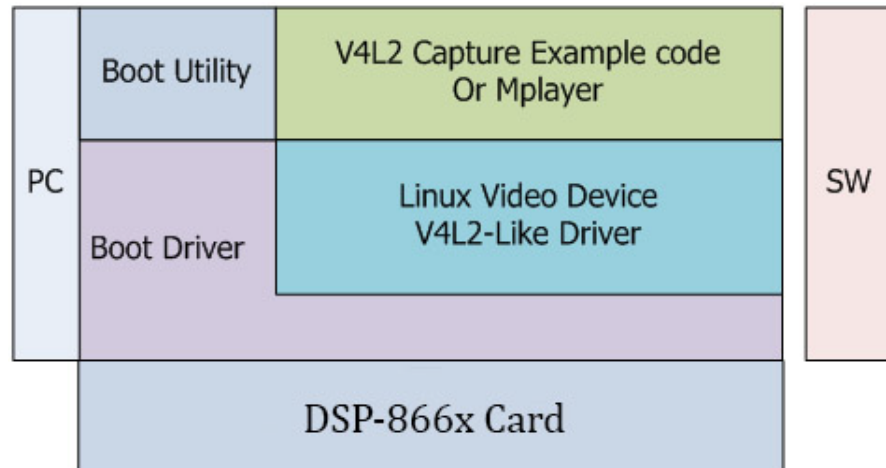 PC
Boot Utility
V4L2 Capture Example code
Or Mplayer
SW
Boot Driver
Linux Video Device
V4L2-Like Driver
DSP-866x Card